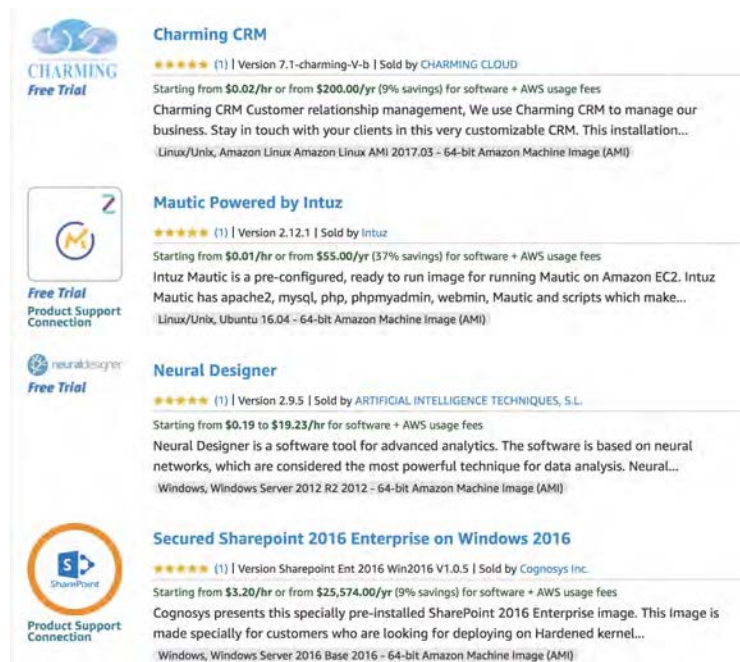 CHARMING
Free Trial
Charming CRM
(1) | Version 7.1-charming-V-b | Sold by CHARMING CLOUD
Starting from $0.02/hr or from $200.00/yr (9% savings) for software + AWS usage fees
Charming CRM Customer relationship management, We use Charming CRM to manage our
business. Stay in touch with your clients in this very customizable CRM. This installation...
Linux/Unix, Amazon Linux Amazon Linux AMI 2017.03 - 64-bit Amazon Machine Image (AMI)
Free Trial
Product Support
Connection
Mautic Powered by Intuz
(1) | Version 2.12.1 | Sold by Intuz
Starting from $0.01/hr or from $55.00/yr (37% savings) for software + AWS usage fees
Intuz Mautic is a pre-configured, ready to run image for running Mautic on Amazon EC2. Intuz
Mautic has apache2, mysql, php, phpmyadmin, webmin, Mautic and scripts which make...
Linux/Unix, Ubuntu 16.04 - 64-bit Amazon Machine Image (AMI)
neuraldesigner
Free Trial
Neural Designer
(1) | Version 2.9.5 | Sold by ARTIFICIAL INTELLIGENCE TECHNIQUES, S.L.
Starting from $0.19 to $19.23/hr for software + AWS usage fees
Neural Designer is a software tool for advanced analytics. The software is based on neural
networks, which are considered the most powerful technique for data analysis. Neural...
Windows, Windows Server 2012 R2 2012 - 64-bit Amazon Machine Image (AMI)
S
SharePoint
Product Support
Connection
Secured Sharepoint 2016 Enterprise on Windows 2016
(1) | Version Sharepoint Ent 2016 Win2016 V1.0.5 | Sold by Cognosys Inc.
Starting from $3.20/hr or from $25,574.00/yr (9% savings) for software + AWS usage fees
Cognosys presents this specially pre-installed SharePoint 2016 Enterprise image. This Image is
made specially for customers who are looking for deploying on Hardened kernel...
Windows, Windows Server 2016 Base 2016 - 64-bit Amazon Machine Image (AMI)